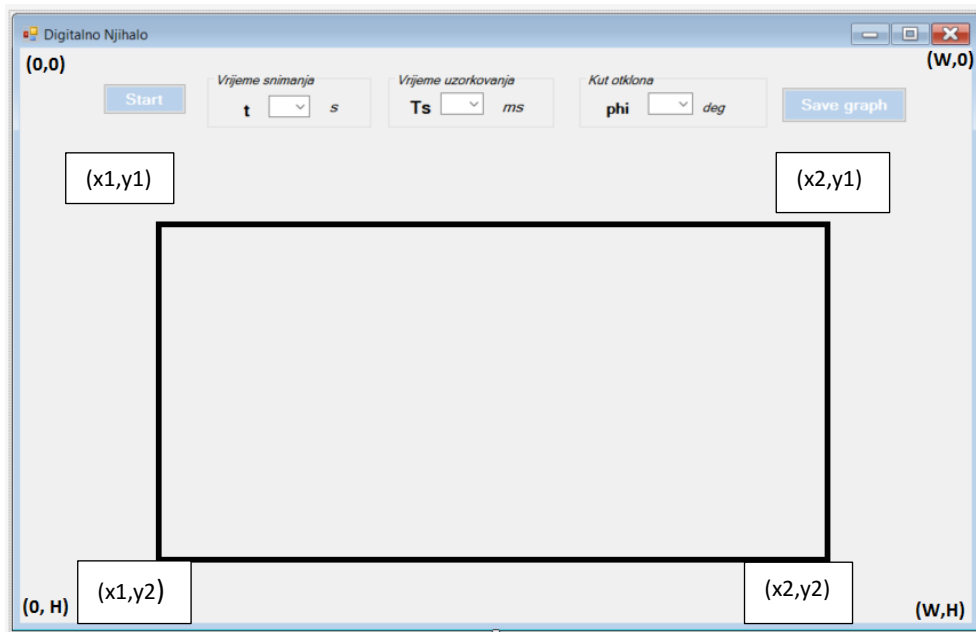 Digitalno Njihalo
(0,0)
(W,0)
Start
Vrijeme snimanja
t s
Vrijeme uzorkovanja
Ts ms
Kut otklona
phi deg
Save graph
(x1,y1)
(x2,y1)
(x1,y2)
(x2,y2)
(0, H)
(W,H)